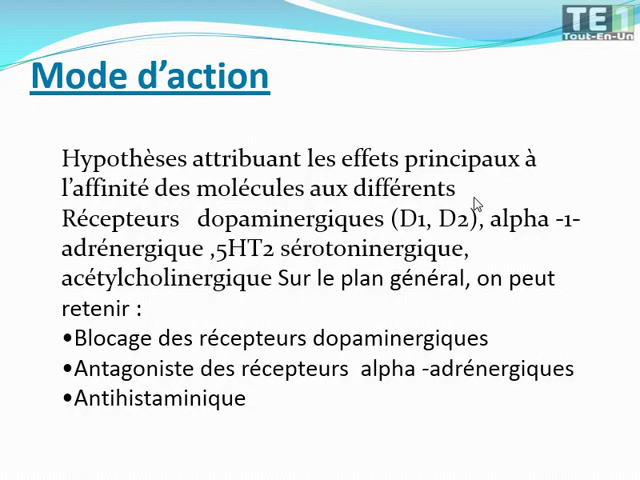 TE1
Tout-En-Un
Mode d’action
Hypothèses attribuant les effets principaux à
l’affinité des molécules aux différents
Récepteurs dopaminergiques (D1, D2), alpha -1-
adrénergique ,5HT2 sérotoninergique,
acétylcholinergique Sur le plan général, on peut
retenir :
•Blocage des récepteurs dopaminergiques
•Antagoniste des récepteurs alpha -adrénergiques
•Antihistaminique